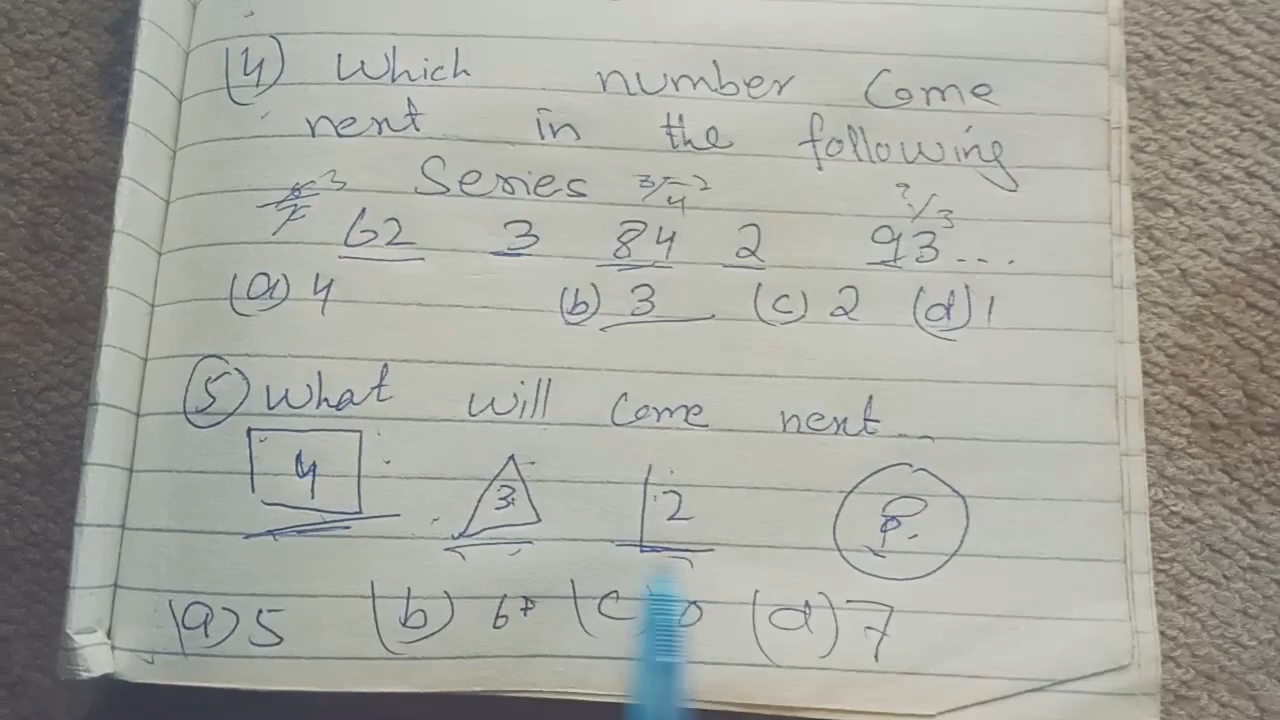 (4) Which number Come
next in the following
Series
62 3 84 2 93...
(a) 4 (b) 3 (c) 2 (d) 1
(5) What will come next...
4 3 2 ?
(a) 5 (b) 6 (c) 0 (d) 7